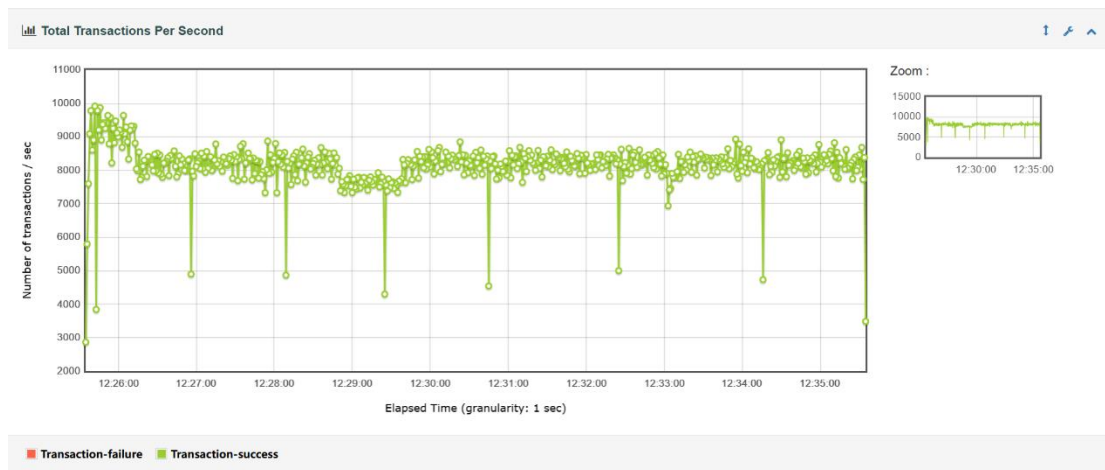 Total Transactions Per Second
Zoom :
11000
10000
9000
8000
7000
6000
5000
4000
3000
2000
Number of transactions / sec
12:26:00 12:27:00 12:28:00 12:29:00 12:30:00 12:31:00 12:32:00 12:33:00 12:34:00 12:35:00
Elapsed Time (granularity: 1 sec)
15000
10000
5000
0
12:30:00 12:35:00
Transaction-failure Transaction-success